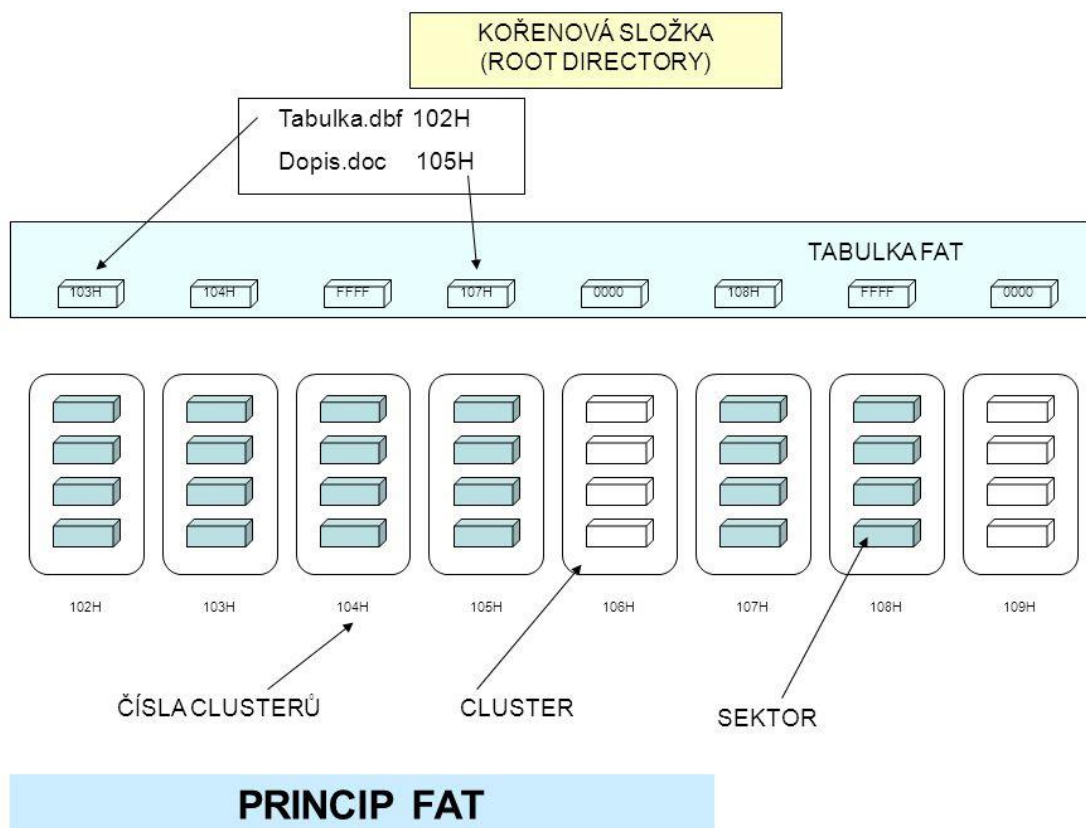 KOŘENOVÁ SLOŽKA
(ROOT DIRECTORY)
Tabulka.dbf 102H
Dopis.doc 105H
TABULKA FAT
103H 104H FFFF 107H 0000 108H FFFF 0000
102H 103H 104H 105H 106H 107H 108H 109H
ČÍSLA CLUSTERŮ
CLUSTER
SEKTOR
PRINCIP FAT